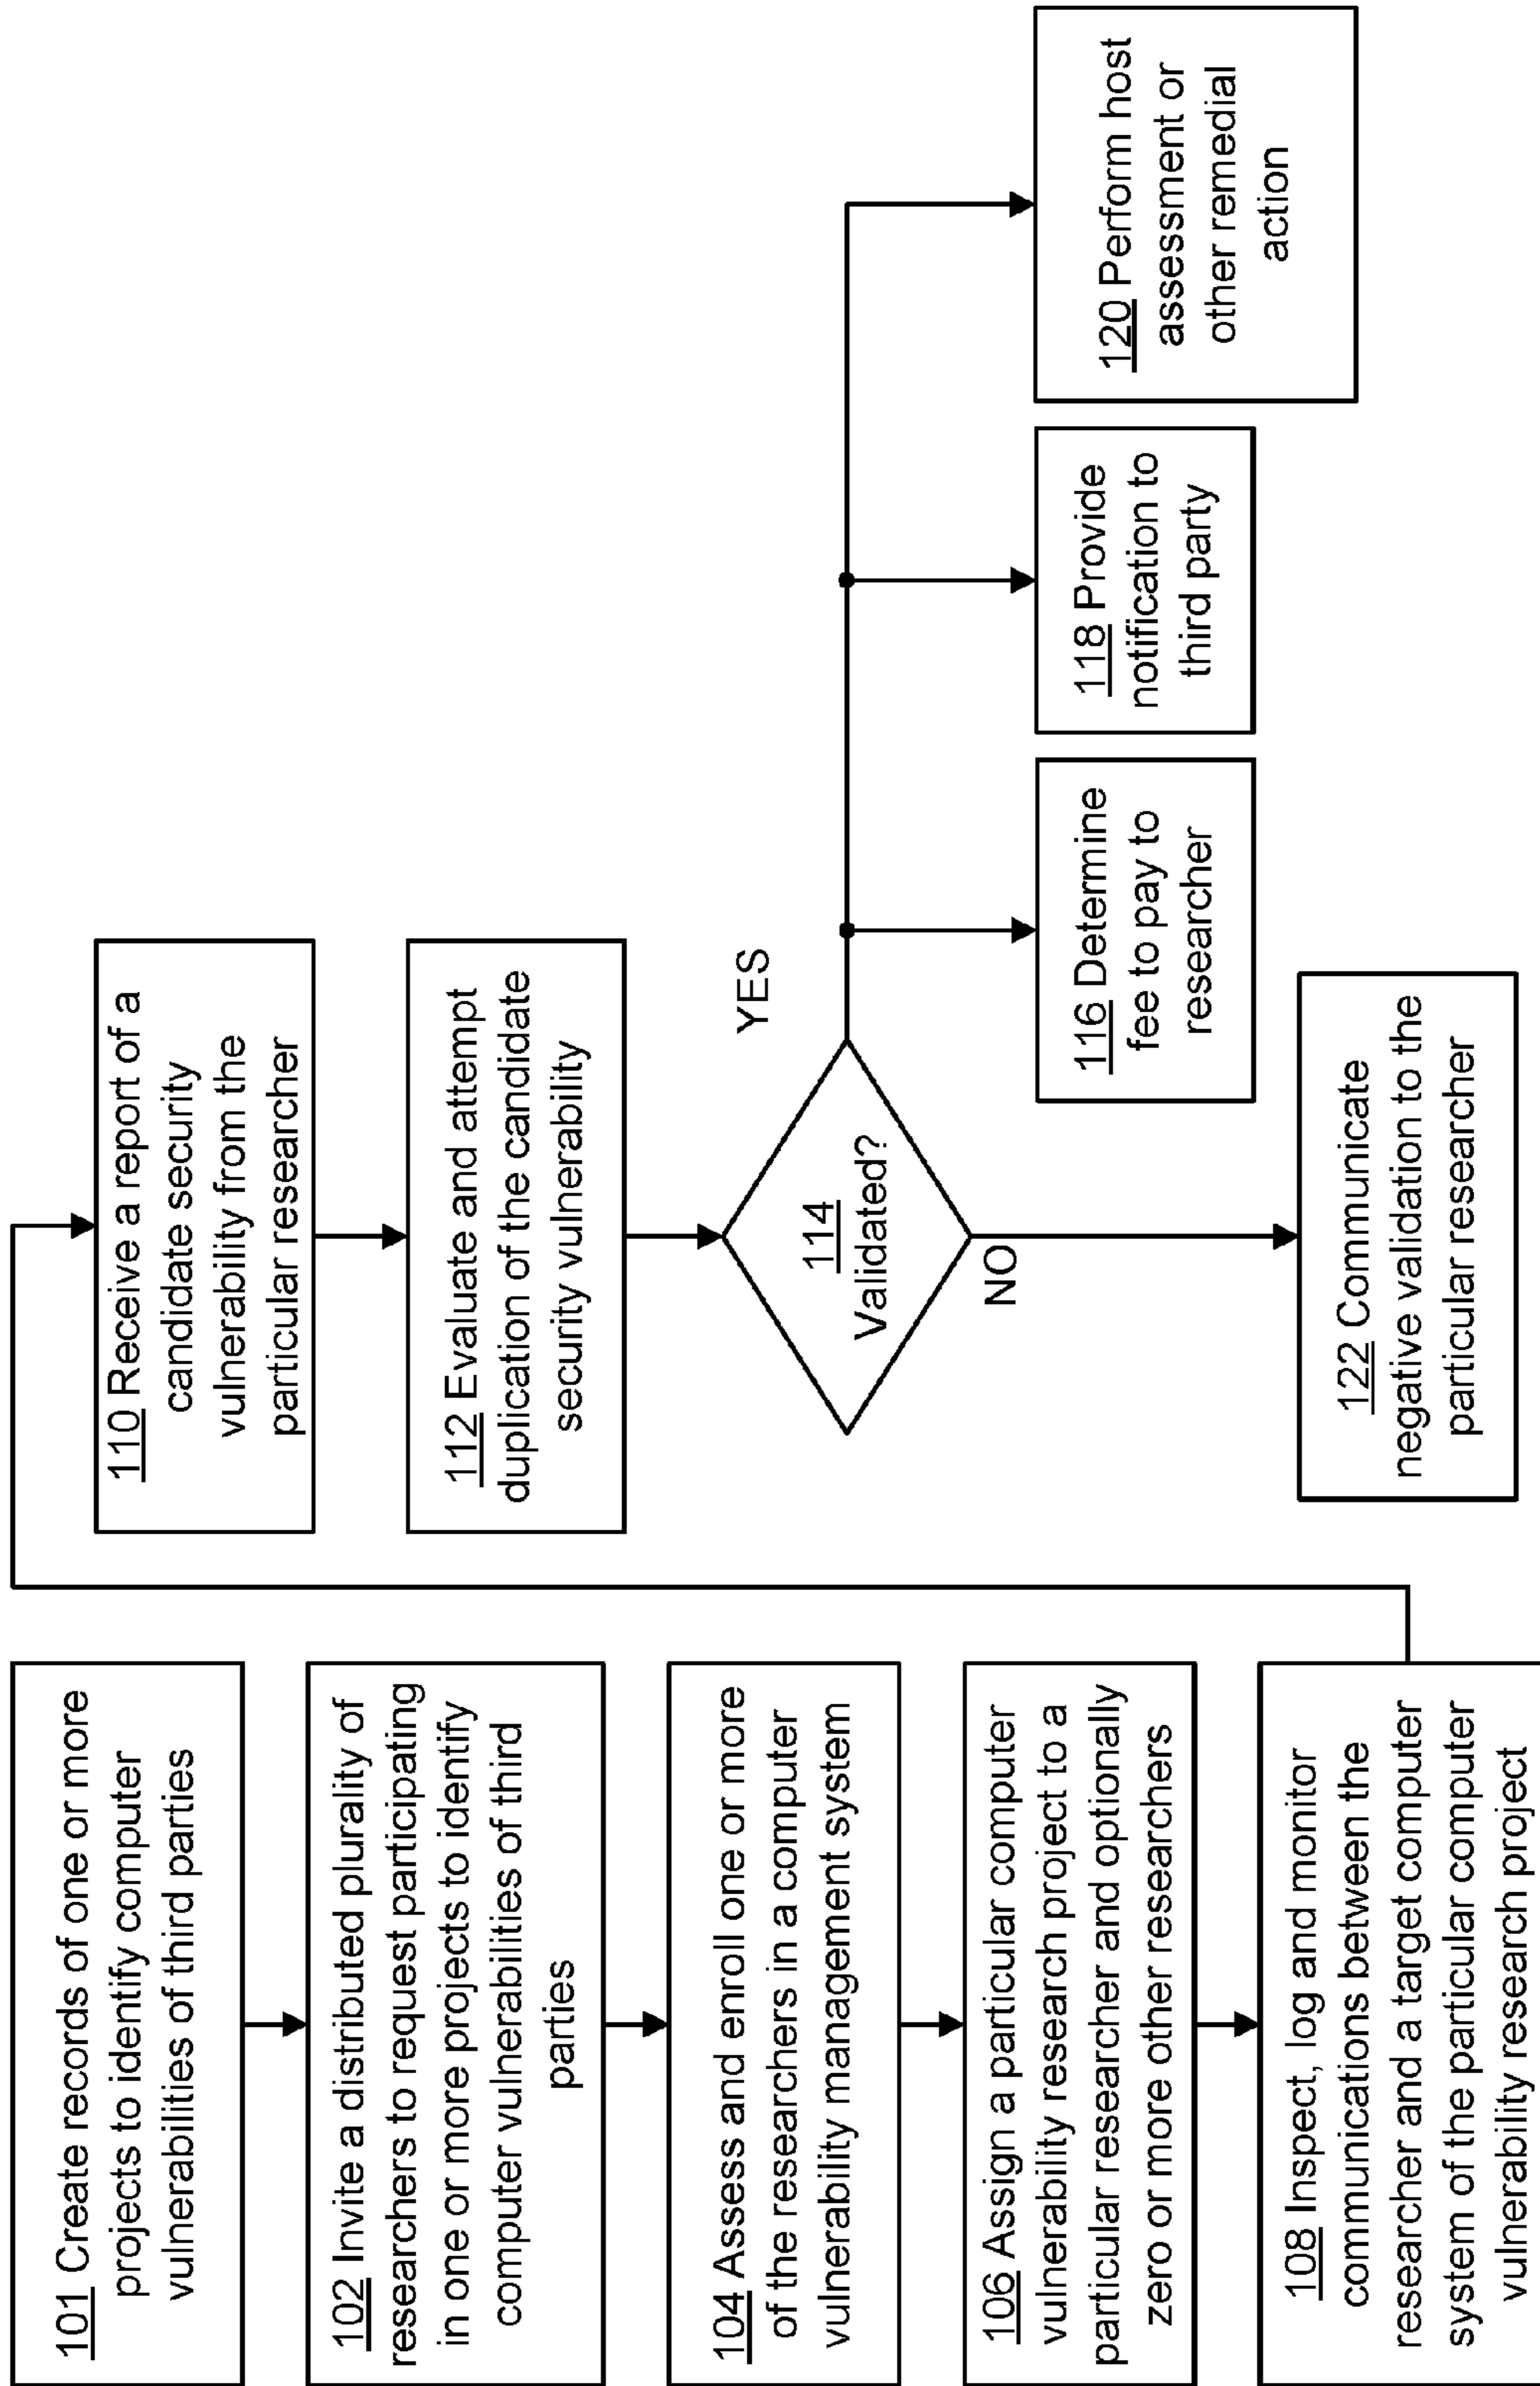 101 Create records of one or more
projects to identify computer
vulnerabilities of third parties
102 Invite a distributed plurality of
researchers to request participating
in one or more projects to identify
computer vulnerabilities of third
parties
104 Assess and enroll one or more
of the researchers in a computer
vulnerability management system
106 Assign a particular computer
vulnerability research project to a
particular researcher and optionally
zero or more other researchers
108 Inspect, log and monitor
communications between the
researcher and a target computer
system of the particular computer
vulnerability research project
110 Receive a report of a
candidate security
vulnerability from the
particular researcher
112 Evaluate and attempt
duplication of the candidate
security vulnerability
114
Validated?
YES
NO
116 Determine
fee to pay to
researcher
118 Provide
notification to
third party
120 Perform host
assessment or
other remedial
action
122 Communicate
negative validation to the
particular researcher